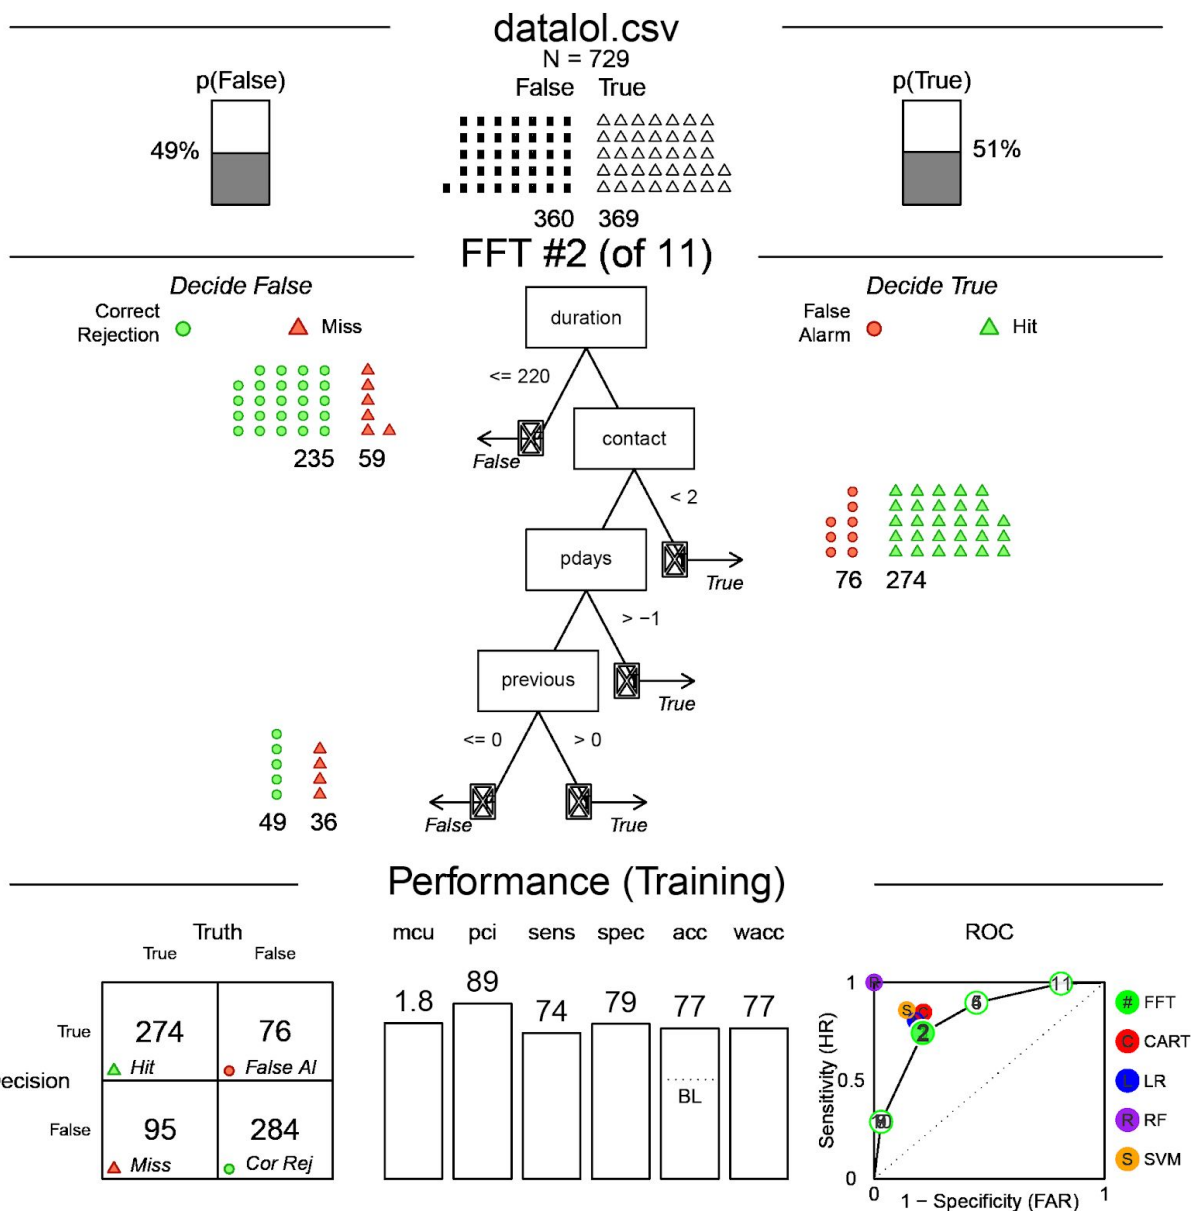 datalol.csv
N = 729
p(False)
False True
p(True)
49%
51%
360 369
FFT #2 (of 11)
Decide False
Decide True
Correct
Rejection
Miss
False
Alarm
Hit
duration
<= 220
contact
False
235 59
< 2
pdays
True
76 274
> −1
previous
True
<= 0 > 0
False
True
49 36
Performance (Training)
Truth
True False
mcu pci sens spec acc wacc
ROC
1.8 89 74 79 77 77
BL
True
274
Hit
76
False Al
Decision
False
95
Miss
284
Cor Rej
Sensitivity (HR)
1
0.5
0
0 1
1 − Specificity (FAR)
R
S
C
2
11
# FFT
C CART
L LR
R RF
S SVM